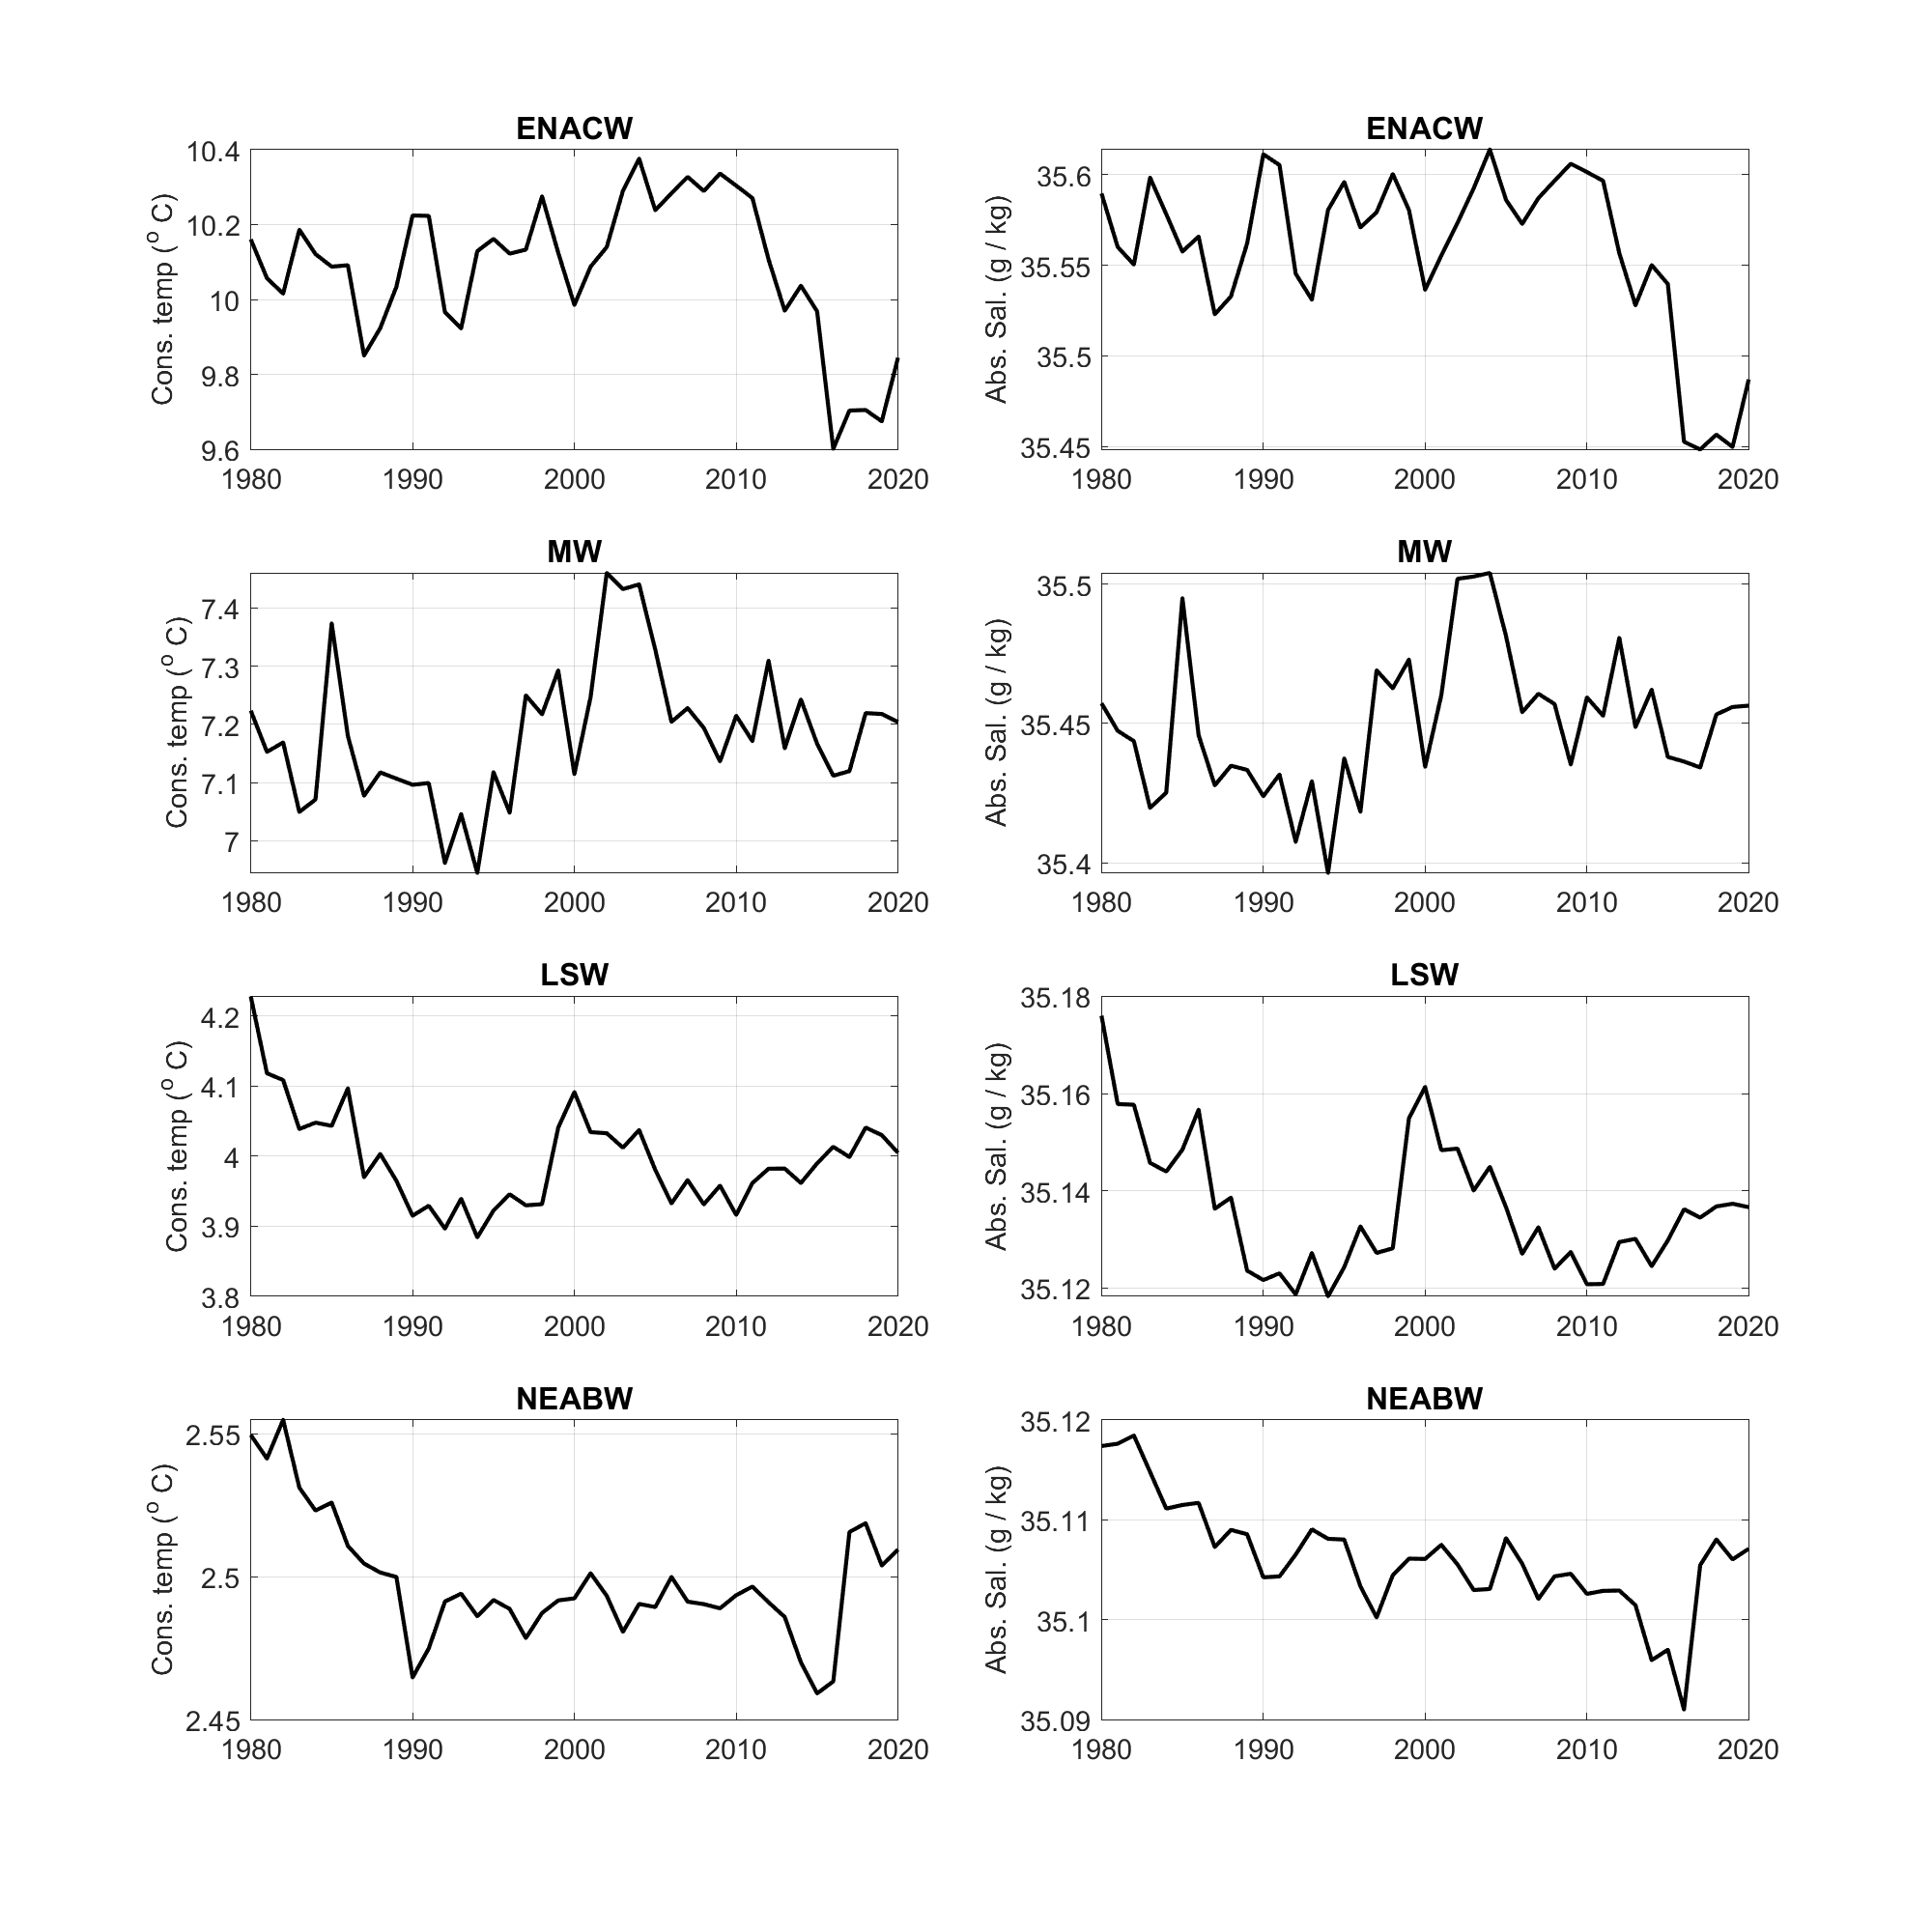 ENACW
Cons. temp (° C)
10.4
10.2
10
9.8
9.6
1980 1990 2000 2010 2020
ENACW
Abs. Sal. (g / kg)
35.6
35.55
35.5
35.45
1980 1990 2000 2010 2020
MW
Cons. temp (° C)
7.4
7.3
7.2
7.1
7
1980 1990 2000 2010 2020
MW
Abs. Sal. (g / kg)
35.5
35.45
35.4
1980 1990 2000 2010 2020
LSW
Cons. temp (° C)
4.2
4.1
4
3.9
3.8
1980 1990 2000 2010 2020
LSW
Abs. Sal. (g / kg)
35.18
35.16
35.14
35.12
1980 1990 2000 2010 2020
NEABW
Cons. temp (° C)
2.55
2.5
2.45
1980 1990 2000 2010 2020
NEABW
Abs. Sal. (g / kg)
35.12
35.11
35.1
35.09
1980 1990 2000 2010 2020